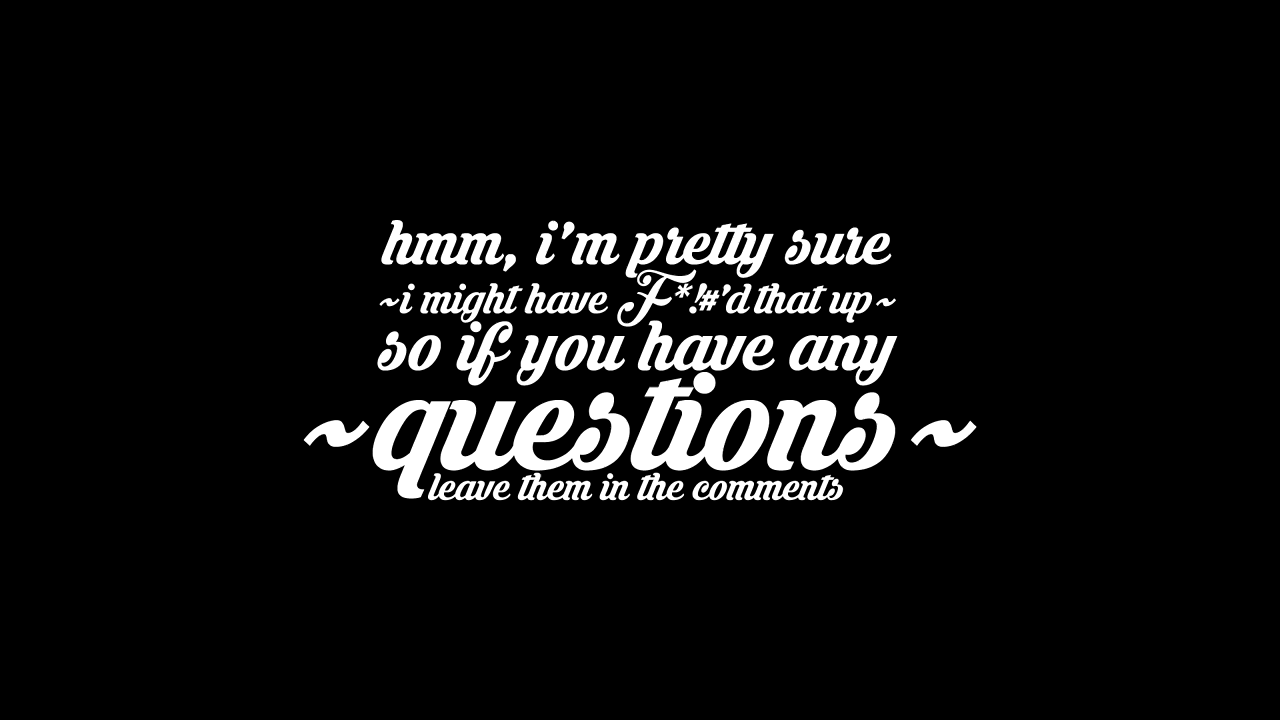 hmm, i'm pretty sure
~i might have F*!#'d that up~
so if you have any
~questions~
leave them in the comments